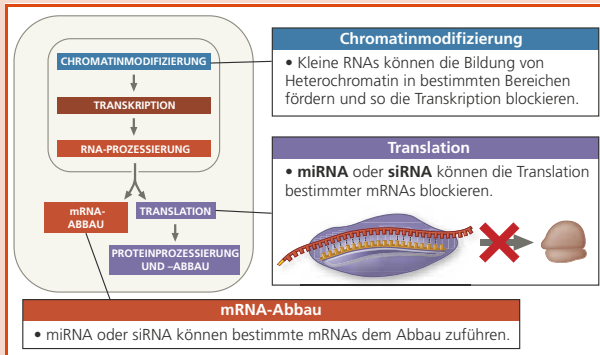 CHROMATINMODIFIZIERUNG
TRANSKRIPTION
RNA-PROZESSIERUNG
mRNA-
ABBAU
TRANSLATION
PROTEINPROZESSIERUNG
UND –ABBAU
Chromatinmodifizierung
• Kleine RNAs können die Bildung von
Heterochromatin in bestimmten Bereichen
fördern und so die Transkription blockieren.
Translation
• miRNA oder siRNA können die Translation
bestimmter mRNAs blockieren.
mRNA-Abbau
• miRNA oder siRNA können bestimmte mRNAs dem Abbau zuführen.